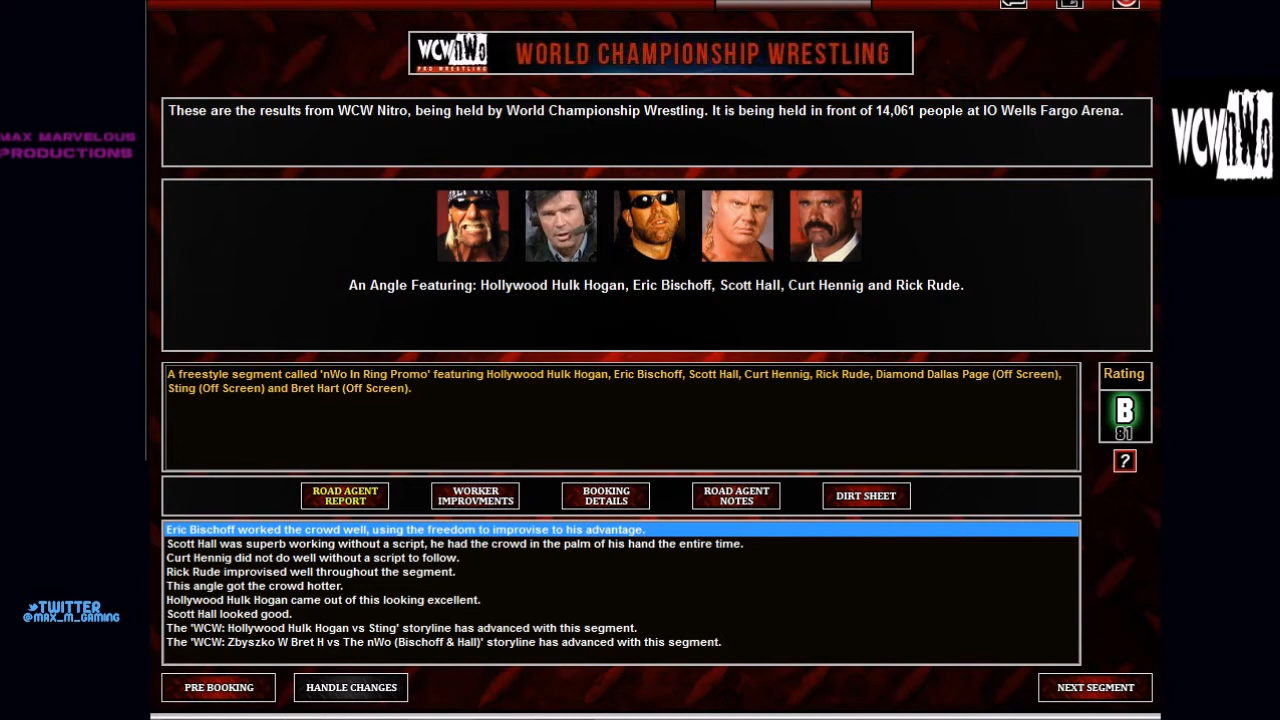 WCW nWo
PRO WRESTLING
WORLD CHAMPIONSHIP WRESTLING
These are the results from WCW Nitro, being held by World Championship Wrestling. It is being held in front of 14,061 people at IO Wells Fargo Arena.
MAX MARVELOUS
PRODUCTIONS
WCW nWo
An Angle Featuring: Hollywood Hulk Hogan, Eric Bischoff, Scott Hall, Curt Hennig and Rick Rude.
A freestyle segment called 'nWo In Ring Promo' featuring Hollywood Hulk Hogan, Eric Bischoff, Scott Hall, Curt Hennig, Rick Rude, Diamond Dallas Page (Off Screen),
Sting (Off Screen) and Bret Hart (Off Screen).
Rating
B
81
?
ROAD AGENT
REPORT
WORKER
IMPROVMENTS
BOOKING
DETAILS
ROAD AGENT
NOTES
DIRT SHEET
Eric Bischoff worked the crowd well, using the freedom to improvise to his advantage.
Scott Hall was superb working without a script, he had the crowd in the palm of his hand the entire time.
Curt Hennig did not do well without a script to follow.
Rick Rude improvised well throughout the segment.
This angle got the crowd hotter.
Hollywood Hulk Hogan came out of this looking excellent.
Scott Hall looked good.
The 'WCW: Hollywood Hulk Hogan vs Sting' storyline has advanced with this segment.
The 'WCW: Zbyszko W Bret H vs The nWo (Bischoff & Hall)' storyline has advanced with this segment.
TWITTER
@MAX_M_GAMING
PRE BOOKING
HANDLE CHANGES
NEXT SEGMENT